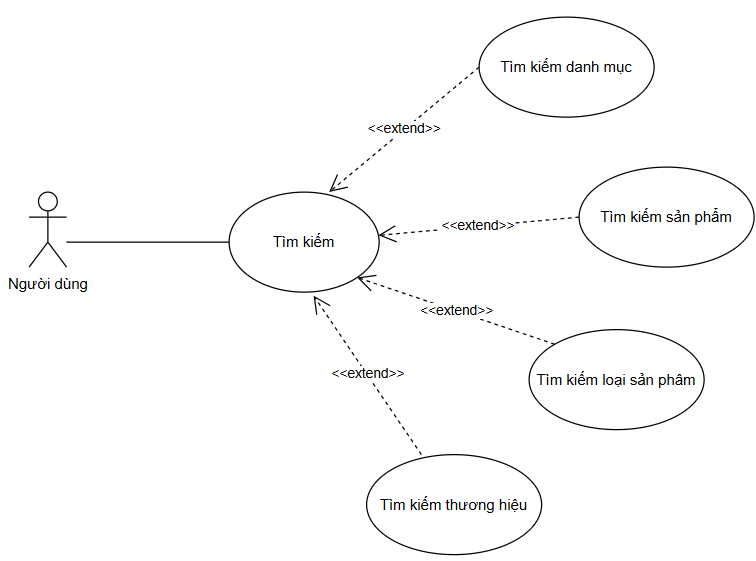 Tìm kiếm danh mục
<<extend>>
Tìm kiếm sản phẩm
<<extend>>
Tìm kiếm
Người dùng
<<extend>>
Tìm kiếm loại sản phâm
<<extend>>
Tìm kiếm thương hiệu